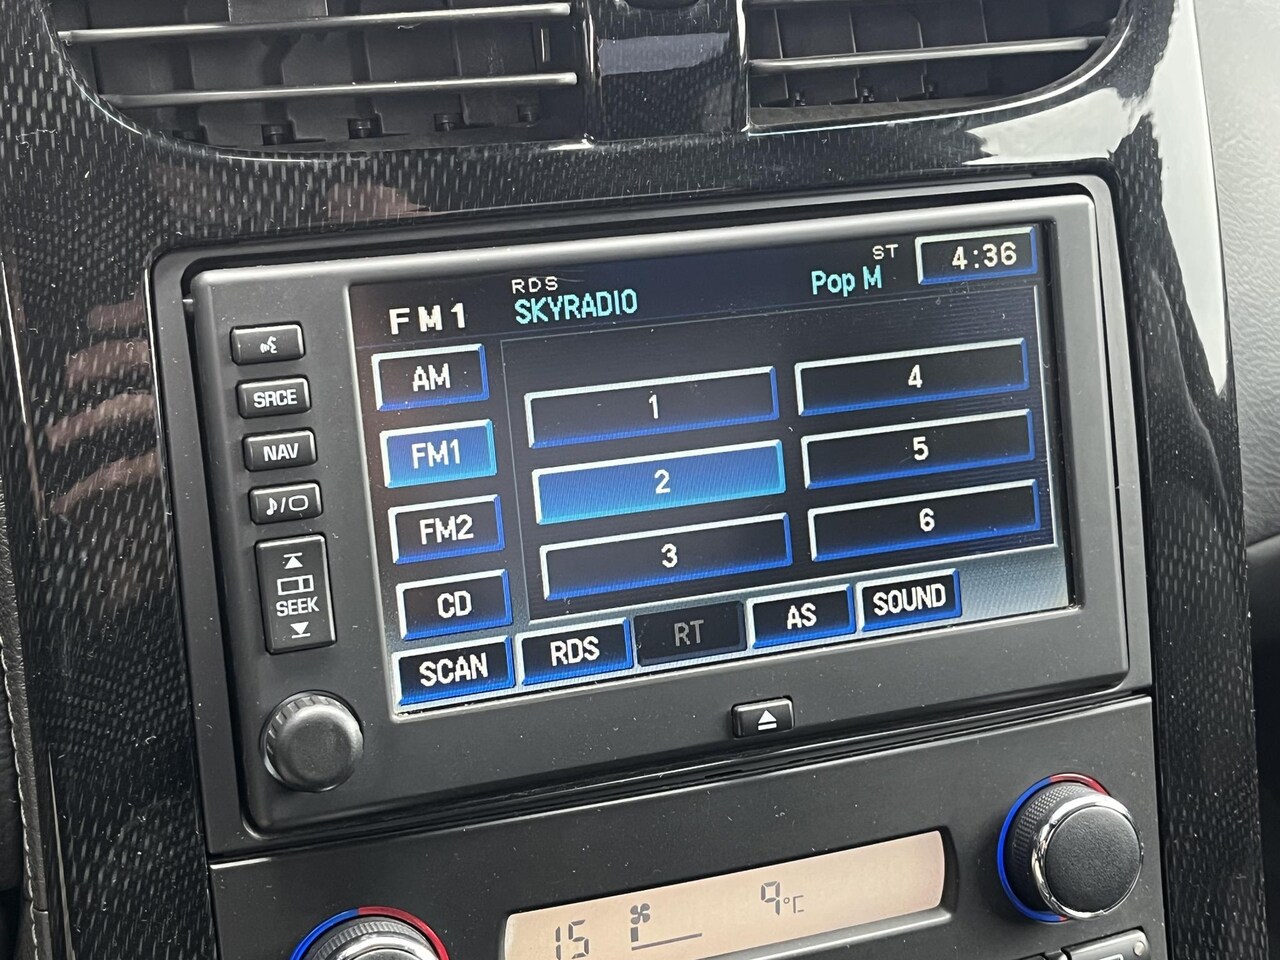 RDS
ST
4:36
FM1
SKYRADIO
Pop M
AM
1
4
SRCE
FM1
2
5
NAV
FM2
3
6
♪/
SEEK
CD
SCAN
RDS
RT
AS
SOUND
15
9°C